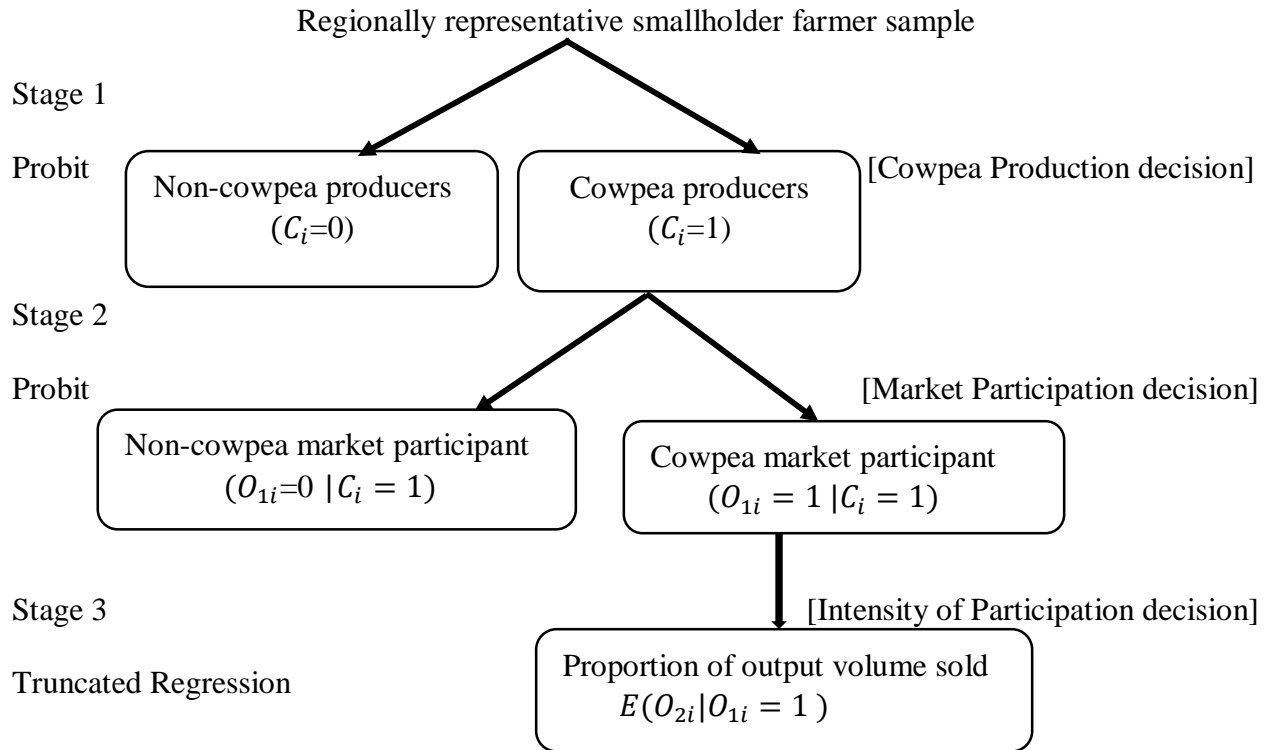 Regionally representative smallholder farmer sample
Stage 1
Probit
Non-cowpea producers
(𝐶ᵢ=0)
Cowpea producers
(𝐶ᵢ=1)
[Cowpea Production decision]
Stage 2
Probit
[Market Participation decision]
Non-cowpea market participant
(𝑂₁ᵢ=0 |𝐶ᵢ = 1)
Cowpea market participant
(𝑂₁ᵢ = 1 |𝐶ᵢ = 1)
Stage 3
[Intensity of Participation decision]
Truncated Regression
Proportion of output volume sold
𝐸(𝑂₂ᵢ|𝑂₁ᵢ = 1 )